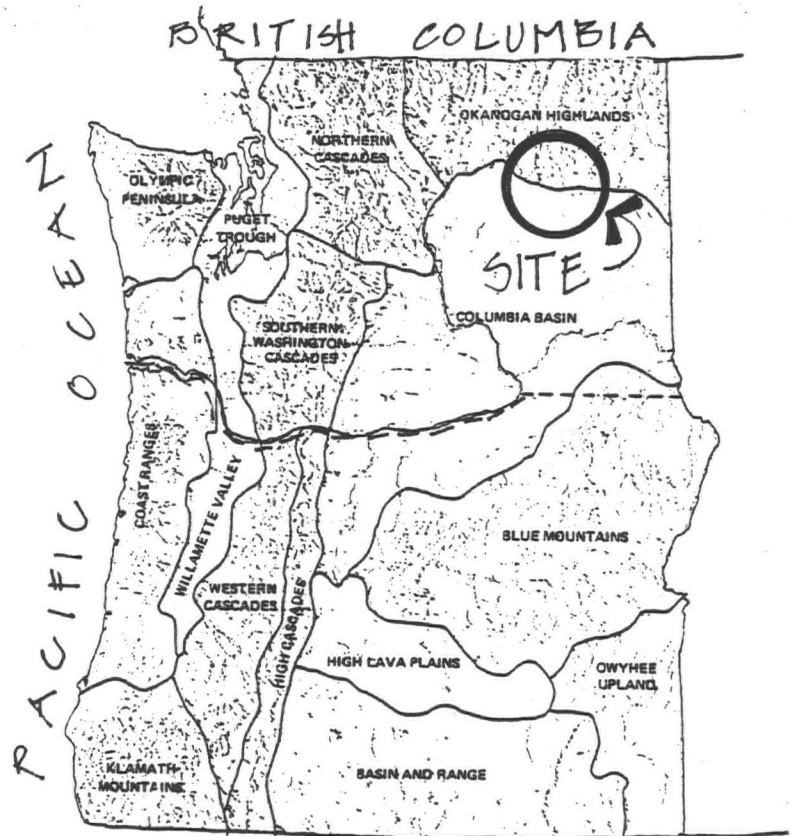 BRITISH COLUMBIA
OKANOGAN HIGHLANDS
NORTHERN
CASCADES
OLYMPIC
PENINSULA
PUGET
TROUGH
SITE
COLUMBIA BASIN
SOUTHERN
WASHINGTON
CASCADES
PACIFIC OCEAN
COAST RANGES
WILLAMETTE VALLEY
WESTERN
CASCADES
HIGH CASCADES
BLUE MOUNTAINS
HIGH LAVA PLAINS
OWYHEE
UPLAND
KLAMATH
MOUNTAINS
BASIN AND RANGE